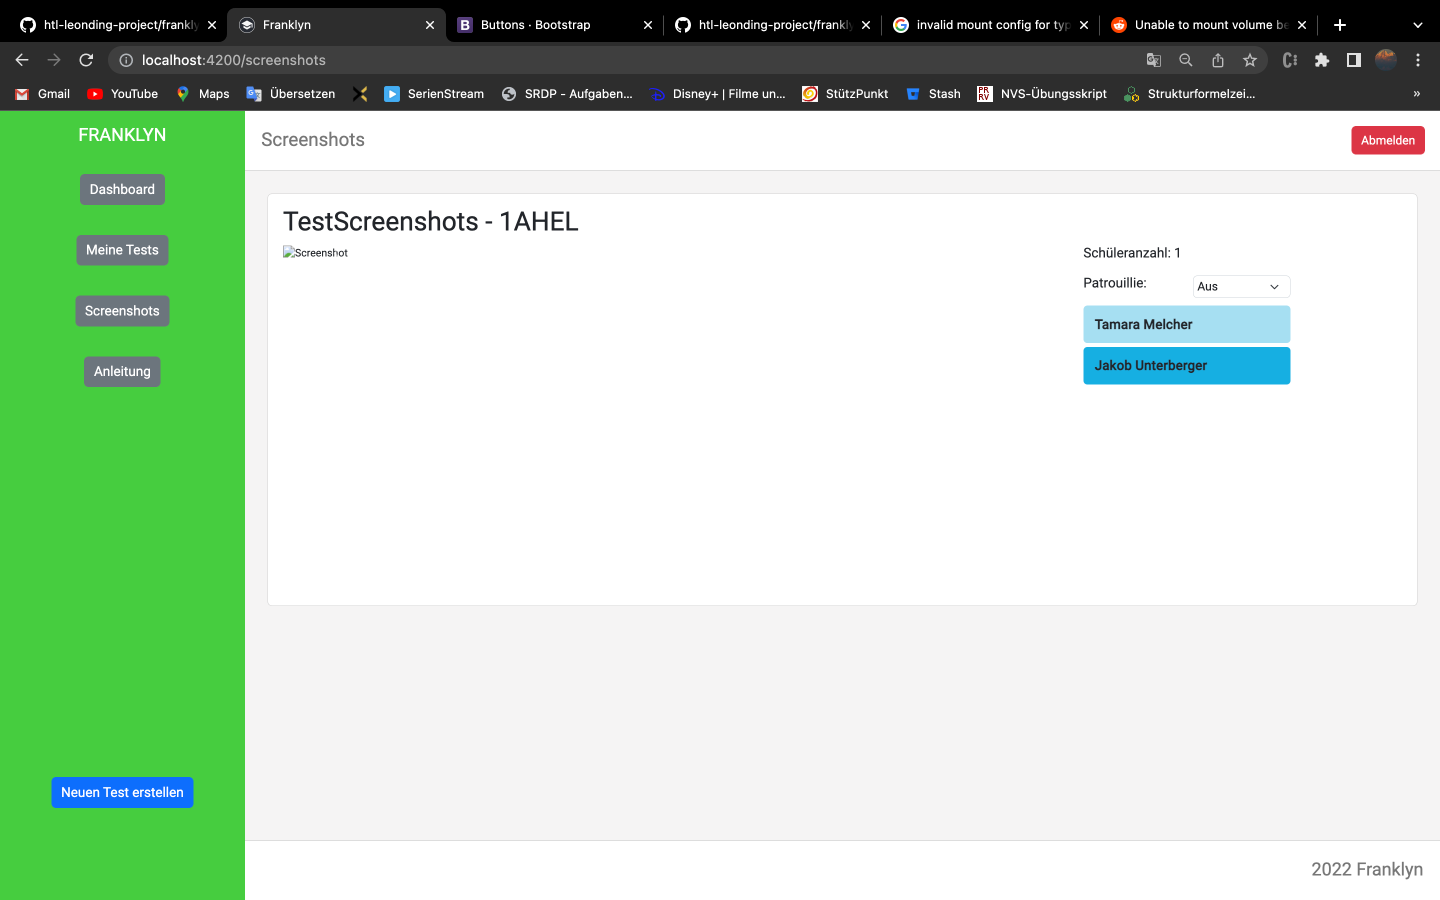 htl-leonding-project/frankly
Franklyn
Buttons · Bootstrap
htl-leonding-project/frankly
invalid mount config for typ
Unable to mount volume be
localhost:4200/screenshots
Gmail
YouTube
Maps
Übersetzen
SerienStream
SRDP - Aufgaben...
Disney+ | Filme un...
StützPunkt
Stash
PR
RV
NVS-Übungsskript
Strukturformelzei...
»
FRANKLYN
Dashboard
Meine Tests
Screenshots
Anleitung
Neuen Test erstellen
Screenshots
Abmelden
TestScreenshots - 1AHEL
Screenshot
Schüleranzahl: 1
Patrouillie:
Aus
Tamara Melcher
Jakob Unterberger
2022 Franklyn